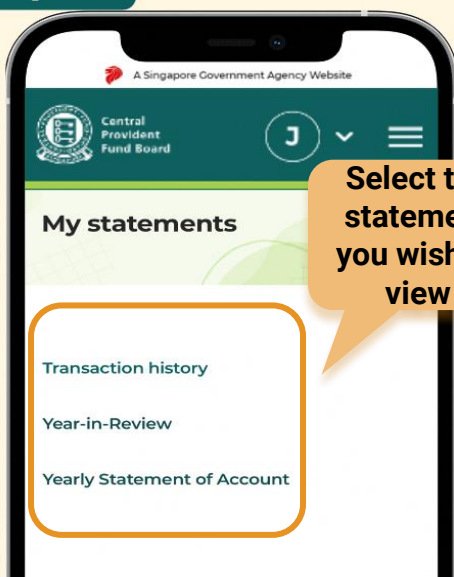 A Singapore Government Agency Website
Central
Provident
Fund Board
J
My statements
Select
statem
you wish
view
Transaction history
Year-in-Review
Yearly Statement of Account